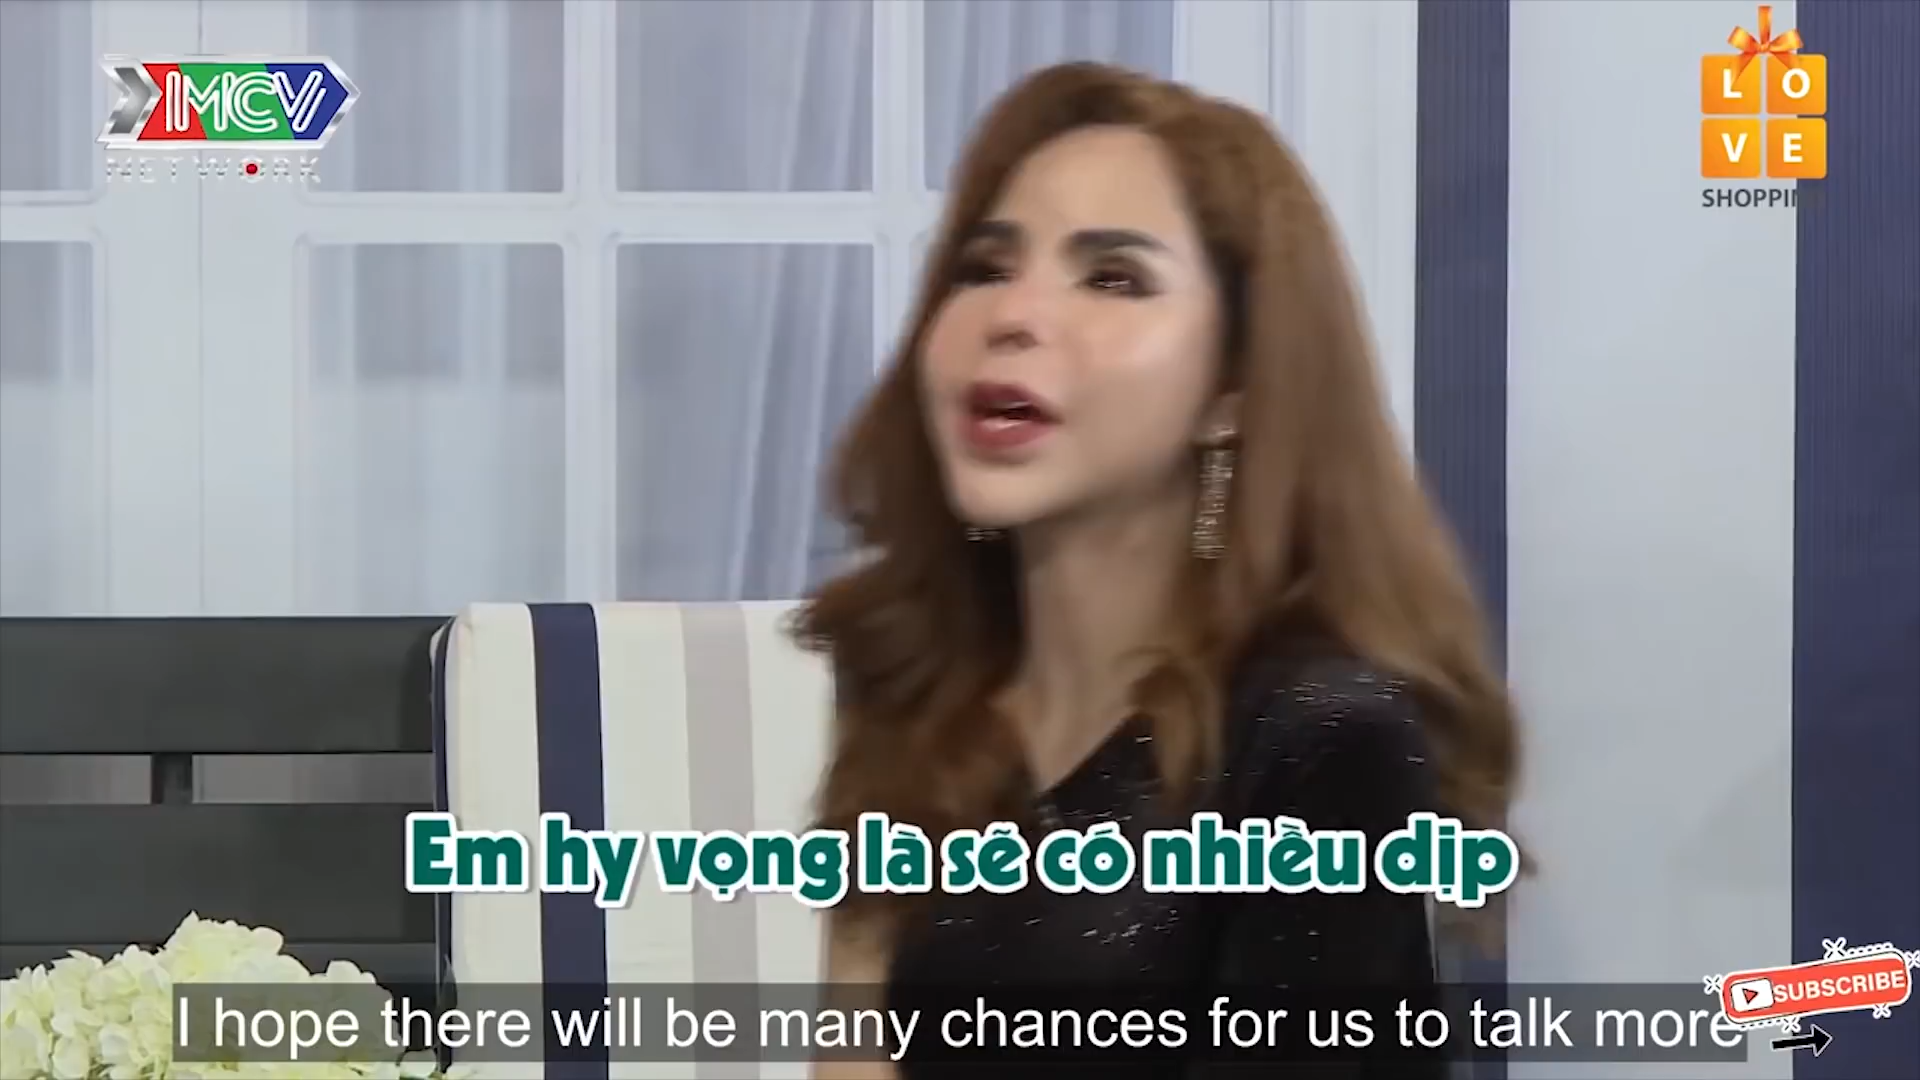 MCV
NETWORK
L O
V E
SHOPPING
Em hy vọng là sẽ có nhiều dịp
I hope there will be many chances for us to talk more
SUBSCRIBE